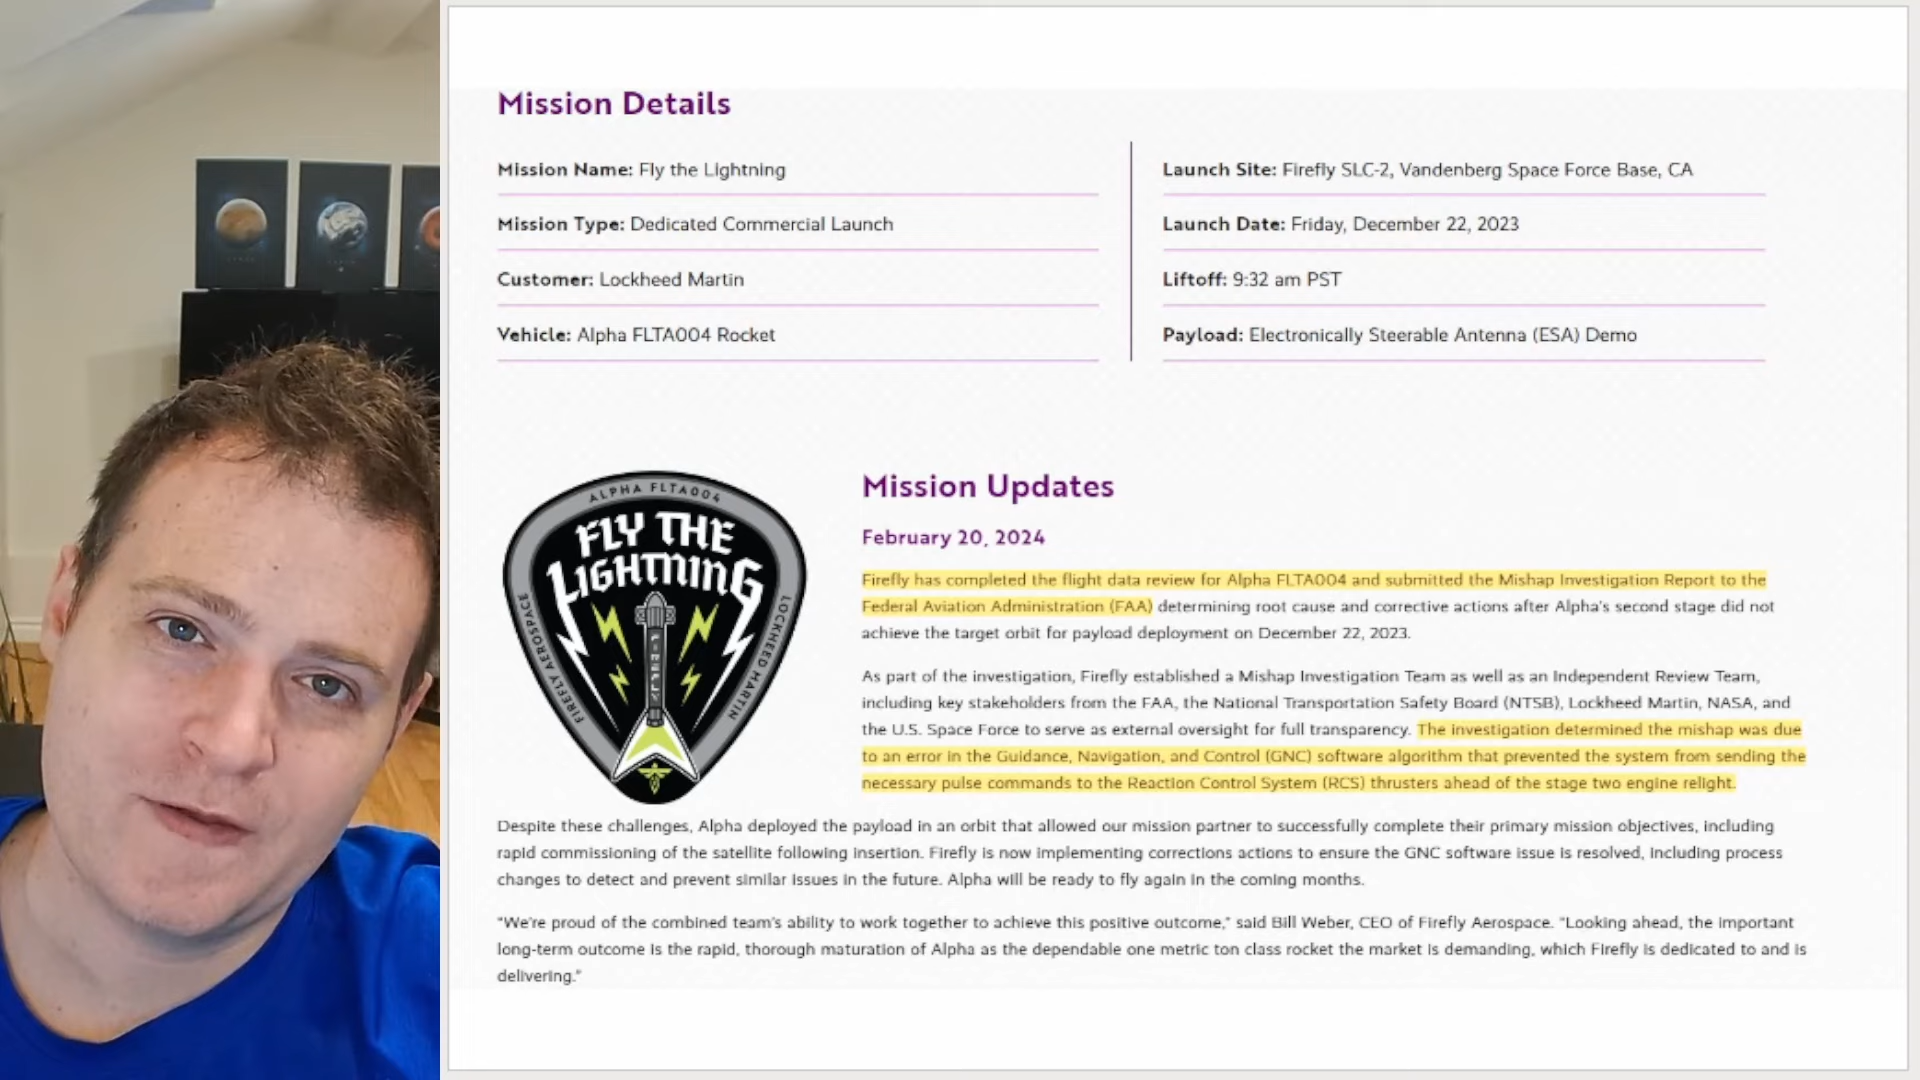 Mission Details
Mission Name: Fly the Lightning
Mission Type: Dedicated Commercial Launch
Customer: Lockheed Martin
Vehicle: Alpha FLTA004 Rocket
Launch Site: Firefly SLC-2, Vandenberg Space Force Base, CA
Launch Date: Friday, December 22, 2023
Liftoff: 9:32 am PST
Payload: Electronically Steerable Antenna (ESA) Demo
ALPHA FLTA004
FLY THE
LIGHTNING
FIREFLY AEROSPACE
LOCKHEED MARTIN
FIREFLY
Mission Updates
February 20, 2024
Firefly has completed the flight data review for Alpha FLTA004 and submitted the Mishap Investigation Report to the
Federal Aviation Administration (FAA) determining root cause and corrective actions after Alpha's second stage did not
achieve the target orbit for payload deployment on December 22, 2023.
As part of the investigation, Firefly established a Mishap Investigation Team as well as an Independent Review Team,
including key stakeholders from the FAA, the National Transportation Safety Board (NTSB), Lockheed Martin, NASA, and
the U.S. Space Force to serve as external oversight for full transparency. The investigation determined the mishap was due
to an error in the Guidance, Navigation, and Control (GNC) software algorithm that prevented the system from sending the
necessary pulse commands to the Reaction Control System (RCS) thrusters ahead of the stage two engine relight.
Despite these challenges, Alpha deployed the payload in an orbit that allowed our mission partner to successfully complete their primary mission objectives, including
rapid commissioning of the satellite following insertion. Firefly is now implementing corrections actions to ensure the GNC software issue is resolved, including process
changes to detect and prevent similar issues in the future. Alpha will be ready to fly again in the coming months.
"We're proud of the combined team's ability to work together to achieve this positive outcome," said Bill Weber, CEO of Firefly Aerospace. "Looking ahead, the important
long-term outcome is the rapid, thorough maturation of Alpha as the dependable one metric ton class rocket the market is demanding, which Firefly is dedicated to and is
delivering."